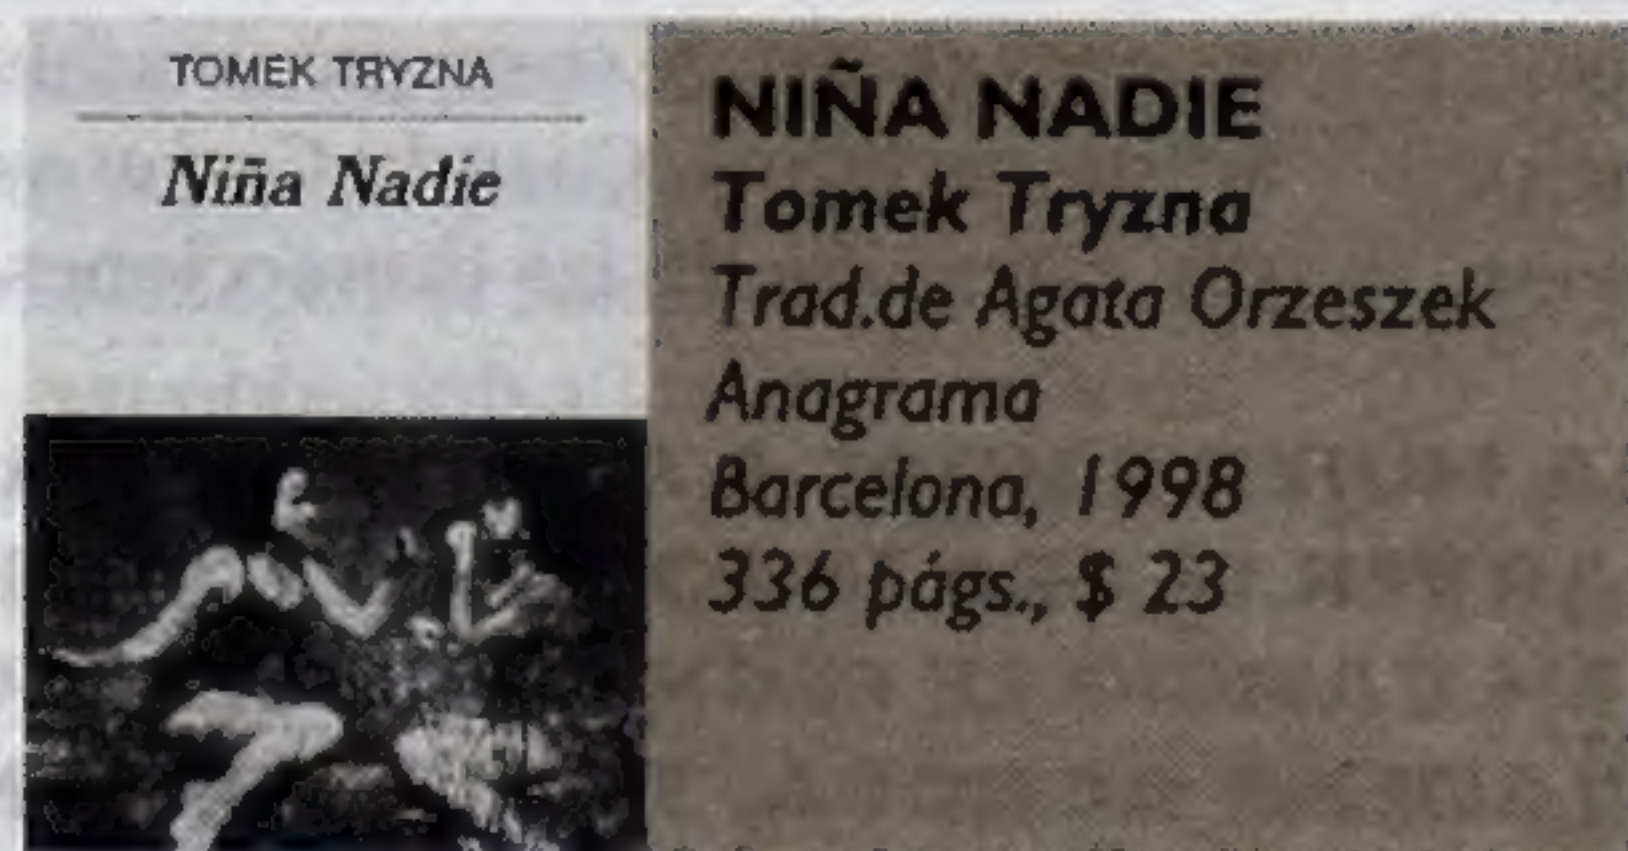 TOMEK TRYZNA
Niña Nadie
NIÑA NADIE
Tomek Tryzna
Trad.de Agata Orzeszek
Anagrama
Barcelona, 1998
336 págs., $ 23